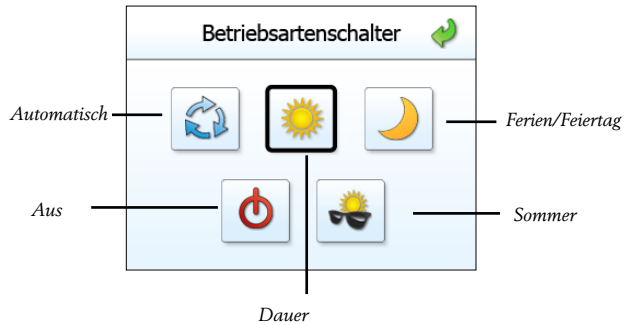 Betriebsartenschalter
Automatisch
Ferien/Feiertag
Aus
Sommer
Dauer